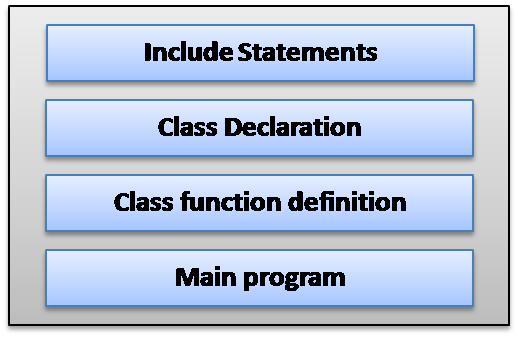 Include Statements
Class Declaration
Class function definition
Main program